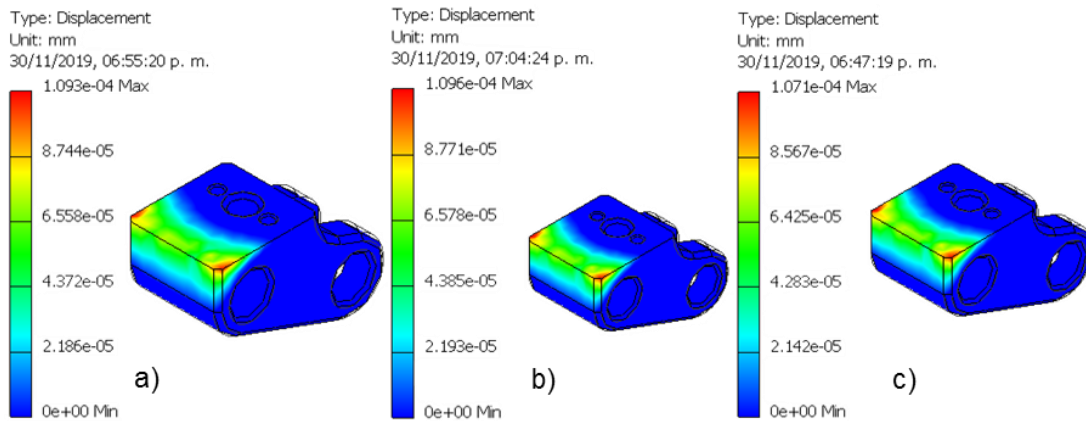 Type: Displacement
Unit: mm
30/11/2019, 06:55:20 p. m.
1.093e-04 Max
8.744e-05
6.558e-05
4.372e-05
2.186e-05
0e+00 Min
a)
Type: Displacement
Unit: mm
30/11/2019, 07:04:24 p. m.
1.096e-04 Max
8.771e-05
6.578e-05
4.385e-05
2.193e-05
0e+00 Min
b)
Type: Displacement
Unit: mm
30/11/2019, 06:47:19 p. m.
1.071e-04 Max
8.567e-05
6.425e-05
4.283e-05
2.142e-05
0e+00 Min
c)